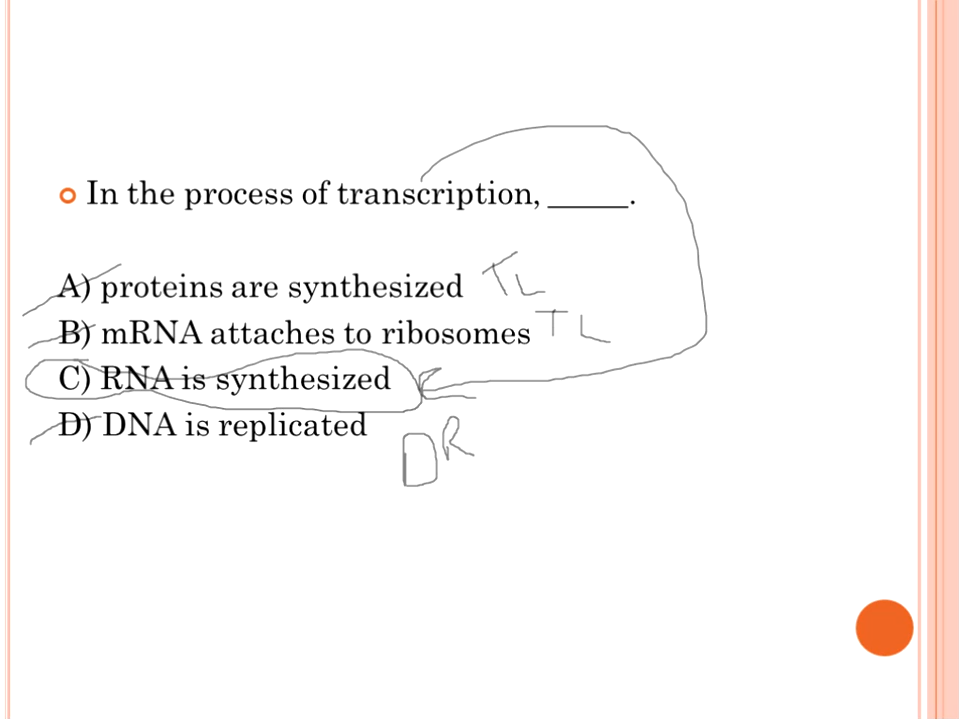 In the process of transcription, _____.
A) proteins are synthesized TL
B) mRNA attaches to ribosomes TL
C) RNA is synthesized
D) DNA is replicated
DR